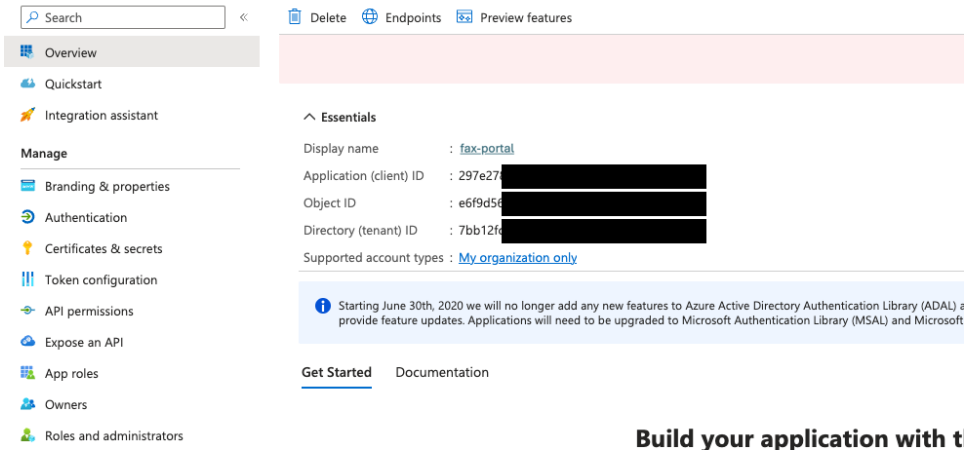 Search
«
Overview
Quickstart
Integration assistant
Manage
Branding & properties
Authentication
Certificates & secrets
Token configuration
API permissions
Expose an API
App roles
Owners
Roles and administrators
Delete Endpoints Preview features
Essentials
Display name : fax-portal
Application (client) ID : 297e278
Object ID : e6f9d56
Directory (tenant) ID : 7bb12fc
Supported account types : My organization only
Starting June 30th, 2020 we will no longer add any new features to Azure Active Directory Authentication Library (ADAL) a
provide feature updates. Applications will need to be upgraded to Microsoft Authentication Library (MSAL) and Microsoft
Get Started Documentation
Build your application with th